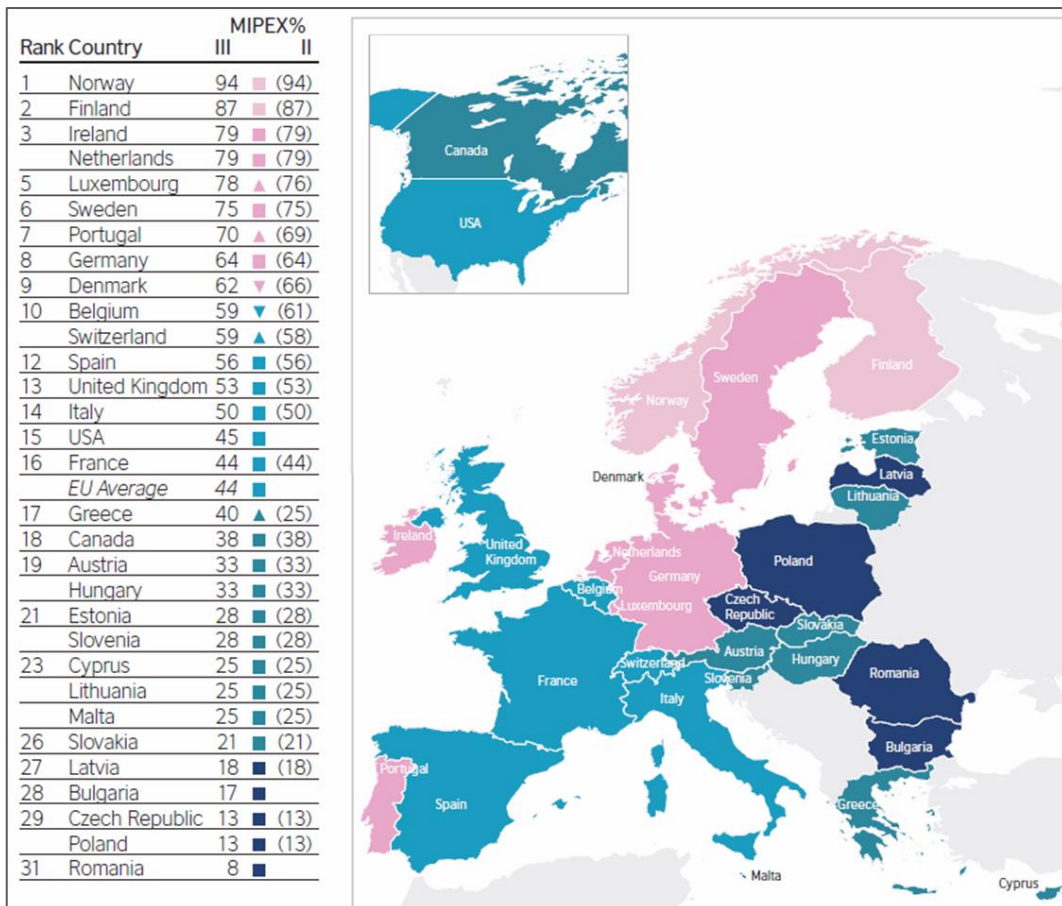 MIPEX%
Rank Country III II
1 Norway 94 (94)
2 Finland 87 (87)
3 Ireland 79 (79)
Netherlands 79 (79)
5 Luxembourg 78 (76)
6 Sweden 75 (75)
7 Portugal 70 (69)
8 Germany 64 (64)
9 Denmark 62 (66)
10 Belgium 59 (61)
Switzerland 59 (58)
12 Spain 56 (56)
13 United Kingdom 53 (53)
14 Italy 50 (50)
15 USA 45
16 France 44 (44)
EU Average 44
17 Greece 40 (25)
18 Canada 38 (38)
19 Austria 33 (33)
Hungary 33 (33)
21 Estonia 28 (28)
Slovenia 28 (28)
23 Cyprus 25 (25)
Lithuania 25 (25)
Malta 25 (25)
26 Slovakia 21 (21)
27 Latvia 18 (18)
28 Bulgaria 17
29 Czech Republic 13 (13)
Poland 13 (13)
31 Romania 8
Canada
USA
Finland
Sweden
Norway
Estonia
Denmark
Latvia
Lithuania
Ireland
United
Kingdom
Netherlands
Poland
Germany
Belgium
Luxembourg
Czech
Republic
Slovakia
Austria
Hungary
Switzerland
Slovenia
France
Italy
Romania
Bulgaria
Portugal
Spain
Greece
Malta
Cyprus